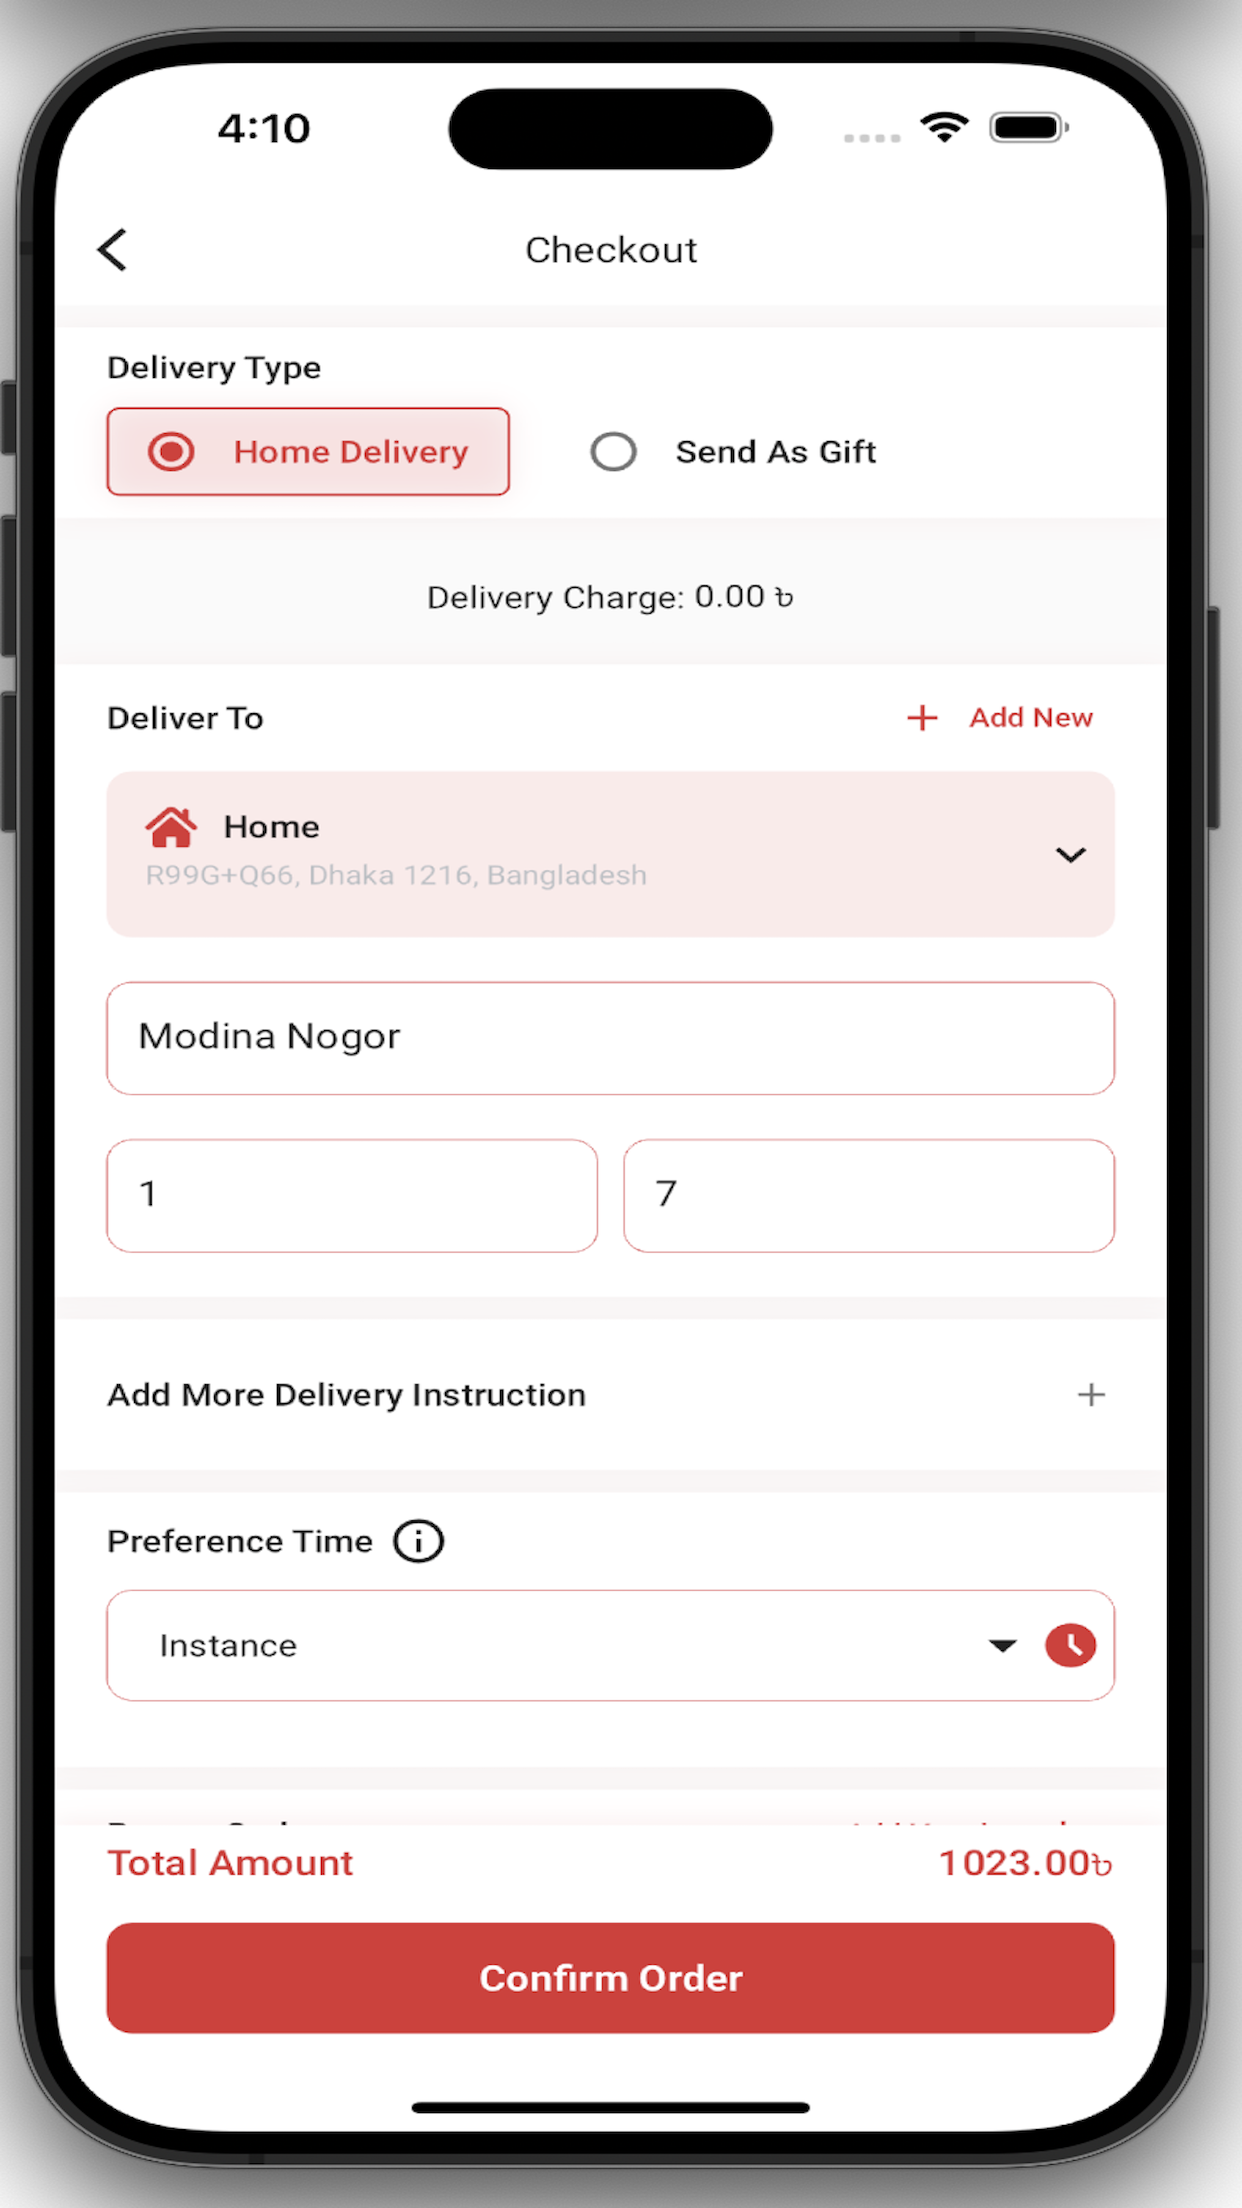 4:10
Checkout
Delivery Type
Home Delivery
Send As Gift
Delivery Charge: 0.00 ৳
Deliver To
Add New
Home
R99G+Q66, Dhaka 1216, Bangladesh
Modina Nogor
1
7
Add More Delivery Instruction
Preference Time
Instance
Total Amount
1023.00৳
Confirm Order